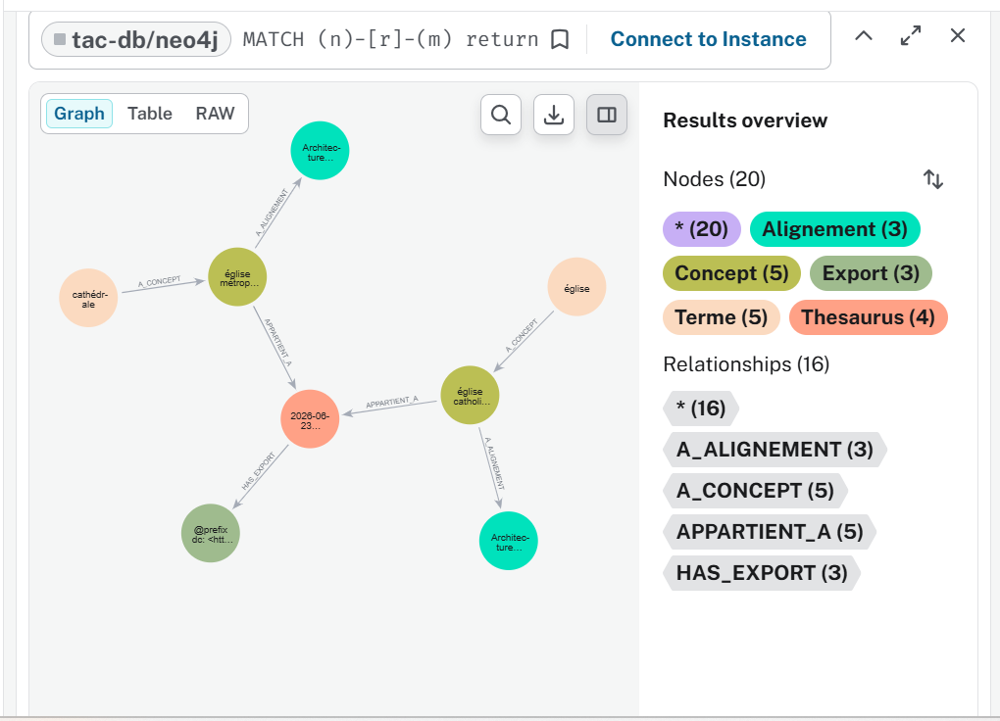 tac-db/neo4j MATCH (n)-[r]-(m) return Connect to Instance
Graph Table RAW
Results overview
Nodes (20)
* (20) Alignement (3)
Concept (5) Export (3)
Terme (5) Thesaurus (4)
Relationships (16)
* (16)
A_ALIGNEMENT (3)
A_CONCEPT (5)
APPARTIENT_A (5)
HAS_EXPORT (3)
Architec-
ture...
A_ALIGNEMENT
église
métrop...
A_CONCEPT
cathédr-
ale
église
APPARTIENT_A
A_CONCEPT
église
catholi...
APPARTIENT_A
2026-06-
23...
A_ALIGNEMENT
HAS_EXPORT
@prefix
dc: <htt...
Architec-
ture...